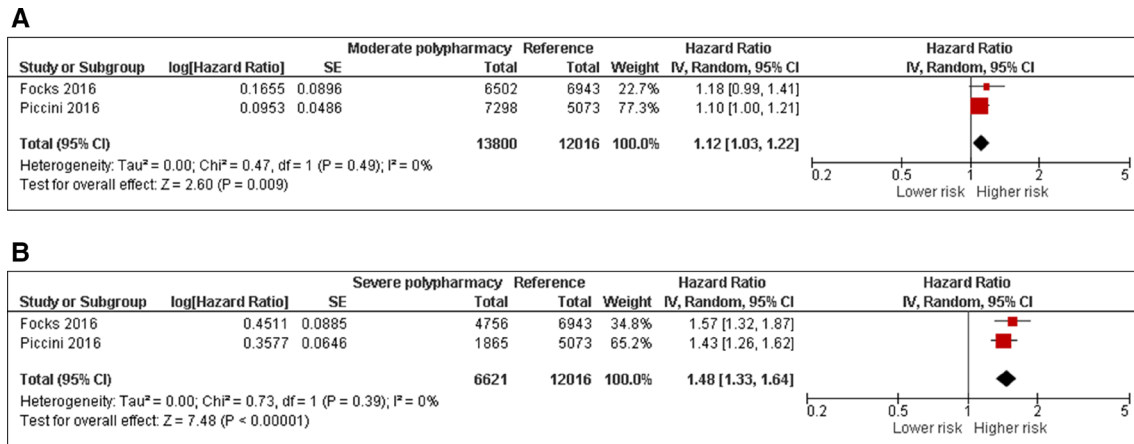 A
Moderate polypharmacy Reference Hazard Ratio Hazard Ratio
Study or Subgroup log[Hazard Ratio] SE Total Total Weight IV, Random, 95% CI IV, Random, 95% CI
Focks 2016 0.1655 0.0896 6502 6943 22.7% 1.18 [0.99, 1.41]
Piccini 2016 0.0953 0.0486 7298 5073 77.3% 1.10 [1.00, 1.21]
Total (95% CI) 13800 12016 100.0% 1.12 [1.03, 1.22]
Heterogeneity: Tau² = 0.00; Chi² = 0.47, df = 1 (P = 0.49); I² = 0%
Test for overall effect: Z = 2.60 (P = 0.009)
0.2 0.5 1 2 5
Lower risk Higher risk
B
Severe polypharmacy Reference Hazard Ratio Hazard Ratio
Study or Subgroup log[Hazard Ratio] SE Total Total Weight IV, Random, 95% CI IV, Random, 95% CI
Focks 2016 0.4511 0.0885 4756 6943 34.8% 1.57 [1.32, 1.87]
Piccini 2016 0.3577 0.0646 1865 5073 65.2% 1.43 [1.26, 1.62]
Total (95% CI) 6621 12016 100.0% 1.48 [1.33, 1.64]
Heterogeneity: Tau² = 0.00; Chi² = 0.73, df = 1 (P = 0.39); I² = 0%
Test for overall effect: Z = 7.48 (P < 0.00001)
0.2 0.5 1 2 5
Lower risk Higher risk